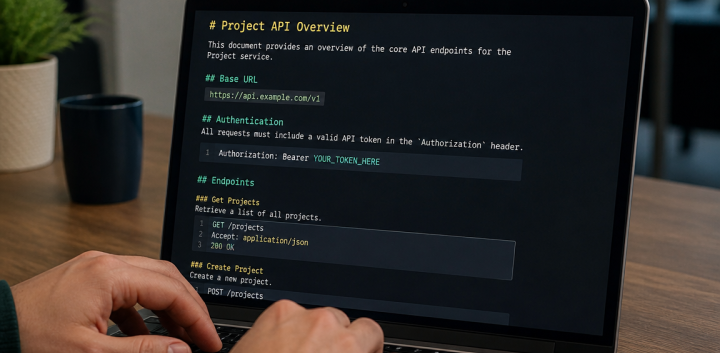 # Project API Overview
This document provides an overview of the core API endpoints for the
Project service.
## Base URL
https://api.example.com/v1
## Authentication
All requests must include a valid API token in the `Authorization` header.
1 Authorization: Bearer YOUR_TOKEN_HERE
## Endpoints
### Get Projects
Retrieve a list of all projects.
1 GET /projects
2 Accept: application/json
3 200 OK
### Create Project
Create a new project.
1 POST /projects